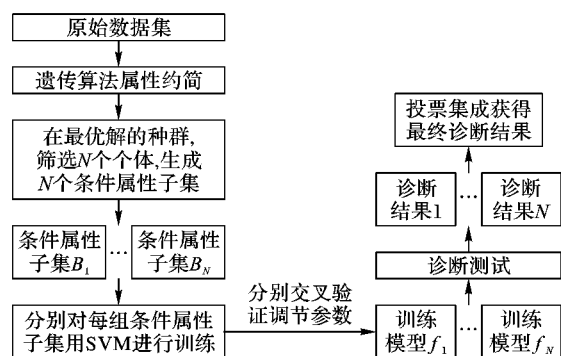 原始数据集
遗传算法属性约简
在最优解的种群,
筛选N个个体,生成
N个条件属性子集
条件属性
子集B₁
…
条件属性
子集B_N
分别对每组条件属性
子集用SVM进行训练
分别交叉验
证调节参数
训练
模型f₁
…
训练
模型f_N
诊断测试
诊断
结果1
…
诊断
结果N
投票集成获得
最终诊断结果